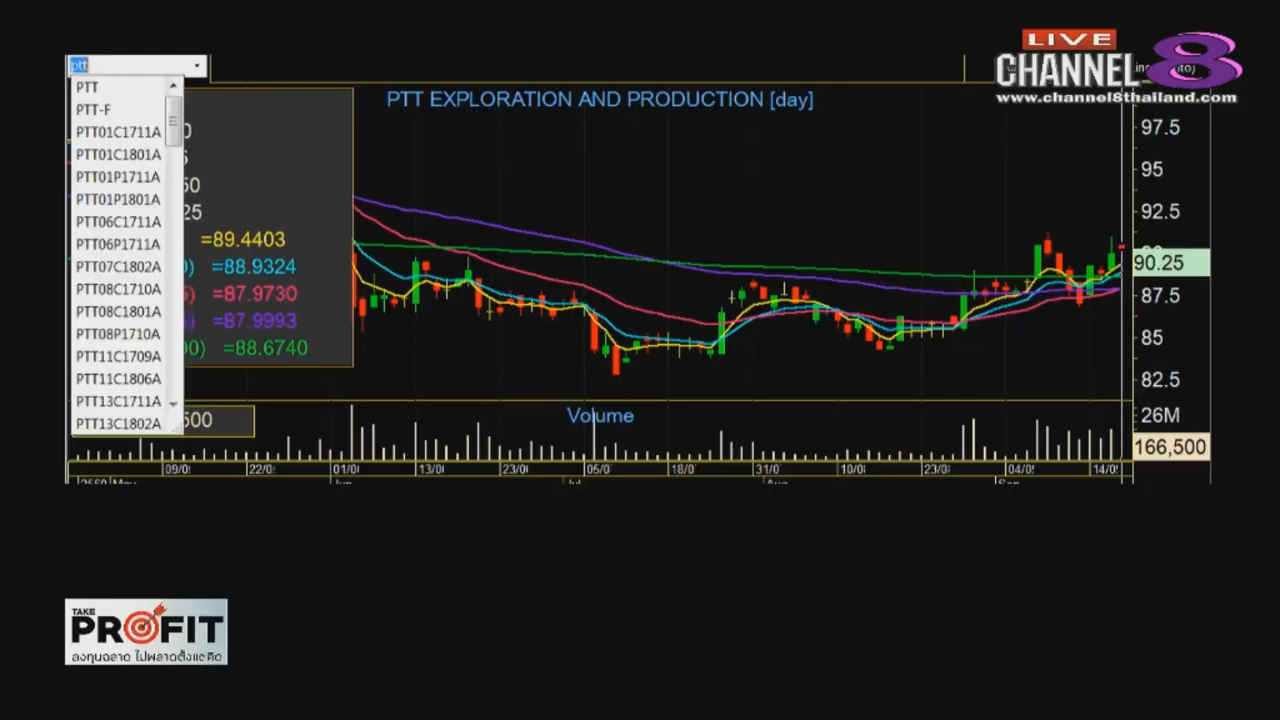 LIVE
CHANNEL 8
www.channel8thailand.com
ptt
PTT
PTT-F
PTT01C1711A
PTT01C1801A
PTT01P1711A
PTT01P1801A
PTT06C1711A
PTT06P1711A
PTT07C1802A
PTT08C1710A
PTT08C1801A
PTT08P1710A
PTT11C1709A
PTT11C1806A
PTT13C1711A
PTT13C1802A
PTT EXPLORATION AND PRODUCTION [day]
=89.4403
=88.9324
=87.9730
=87.9993
=88.6740
97.5
95
92.5
90.25
87.5
85
82.5
Volume
26M
166,500
09/0
22/0
01/0
13/0
23/0
05/0
18/0
31/0
10/0
23/0
04/0
14/0
TAKE
PROFIT
ลงทุนฉลาด ไม่พลาดตั้งแต่คิด